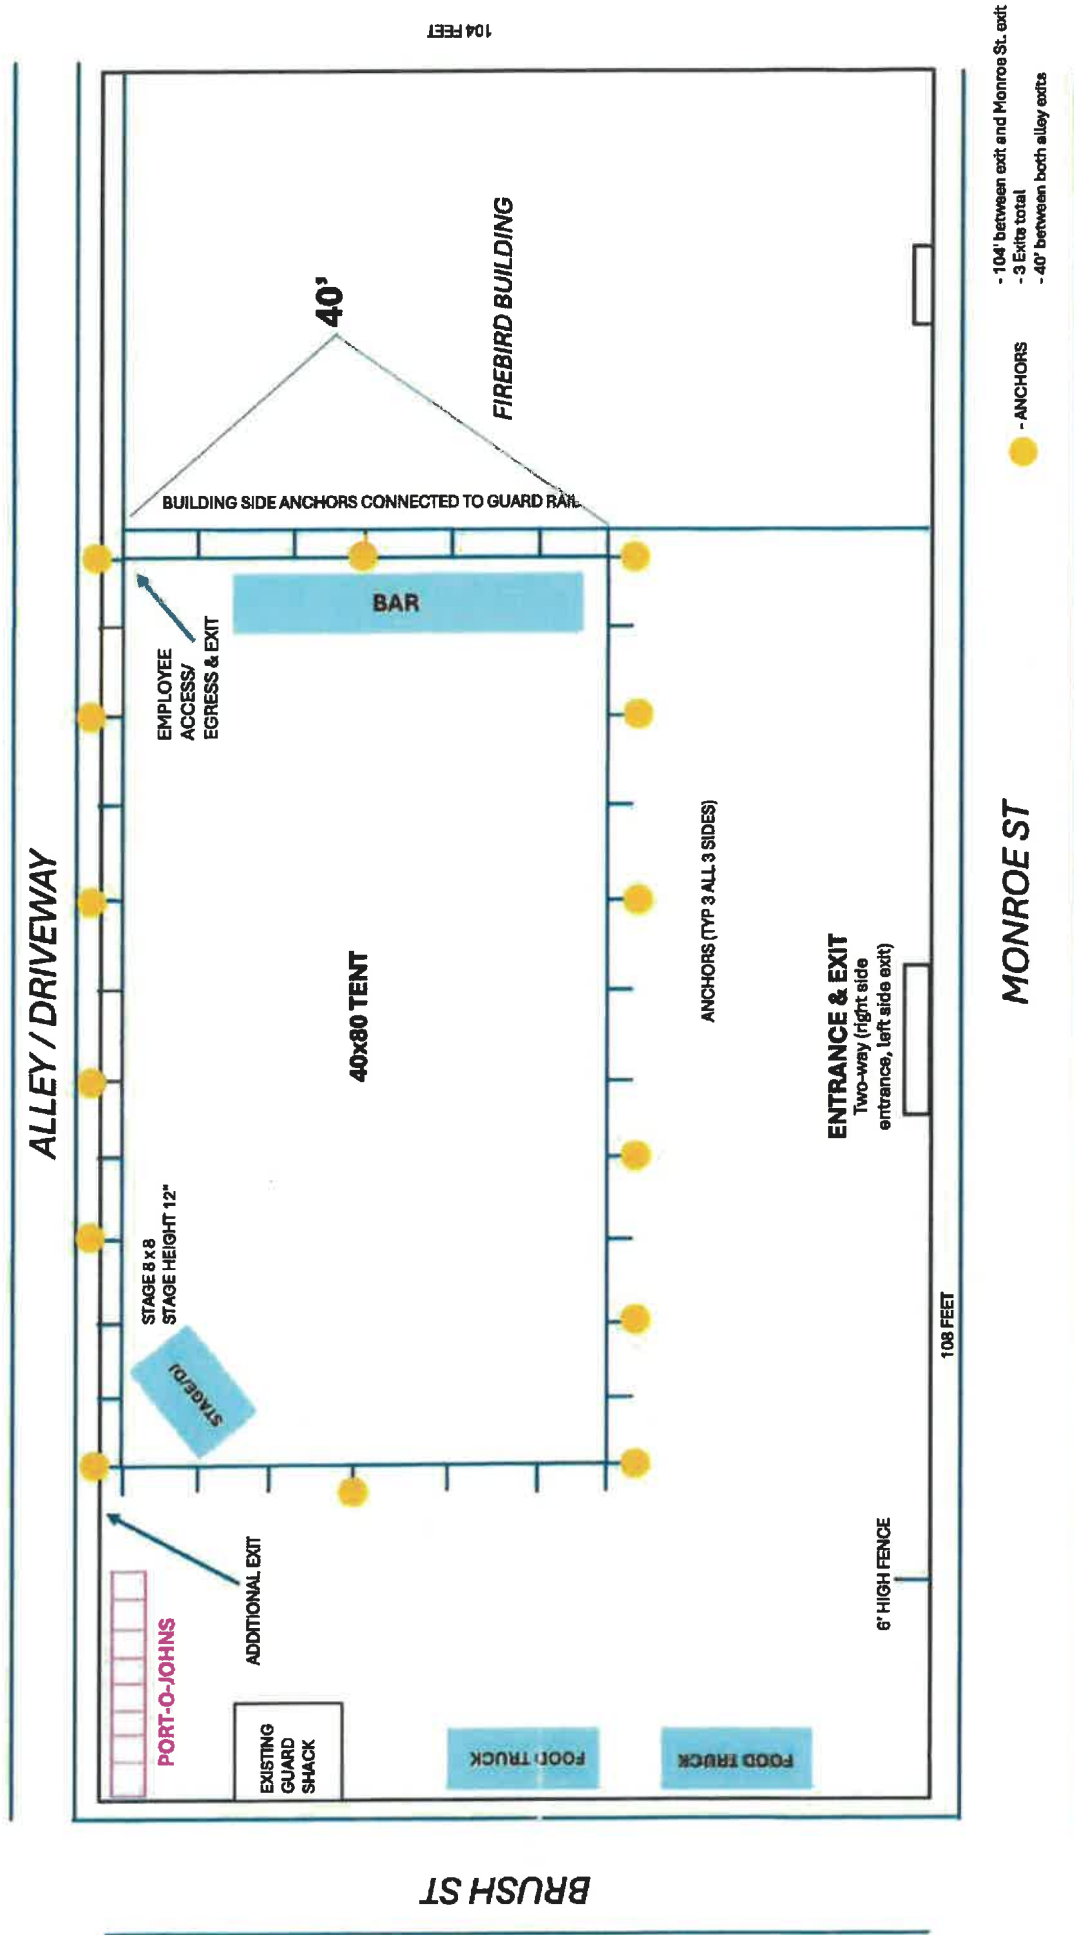 ALLEY / DRIVEWAY
104 FEET
PORT-O-JOHNS
ADDITIONAL EXIT
STAGE 8 x 8
STAGE HEIGHT 12"
STAGE/DJ
EMPLOYEE
ACCESS/
EGRESS & EXIT
BUILDING SIDE ANCHORS CONNECTED TO GUARD RAIL
40'
EXISTING
GUARD
SHACK
40x80 TENT
BAR
FIREBIRD BUILDING
FOOD TRUCK
FOOD TRUCK
BRUSH ST
ANCHORS (TYP 3 ALL 3 SIDES)
ENTRANCE & EXIT
Two-way (right side
entrance, left side exit)
6' HIGH FENCE
108 FEET
MONROE ST
- ANCHORS
- 104' between exit and Monroe St. exit
- 3 Exits total
- 40' between both alley exits